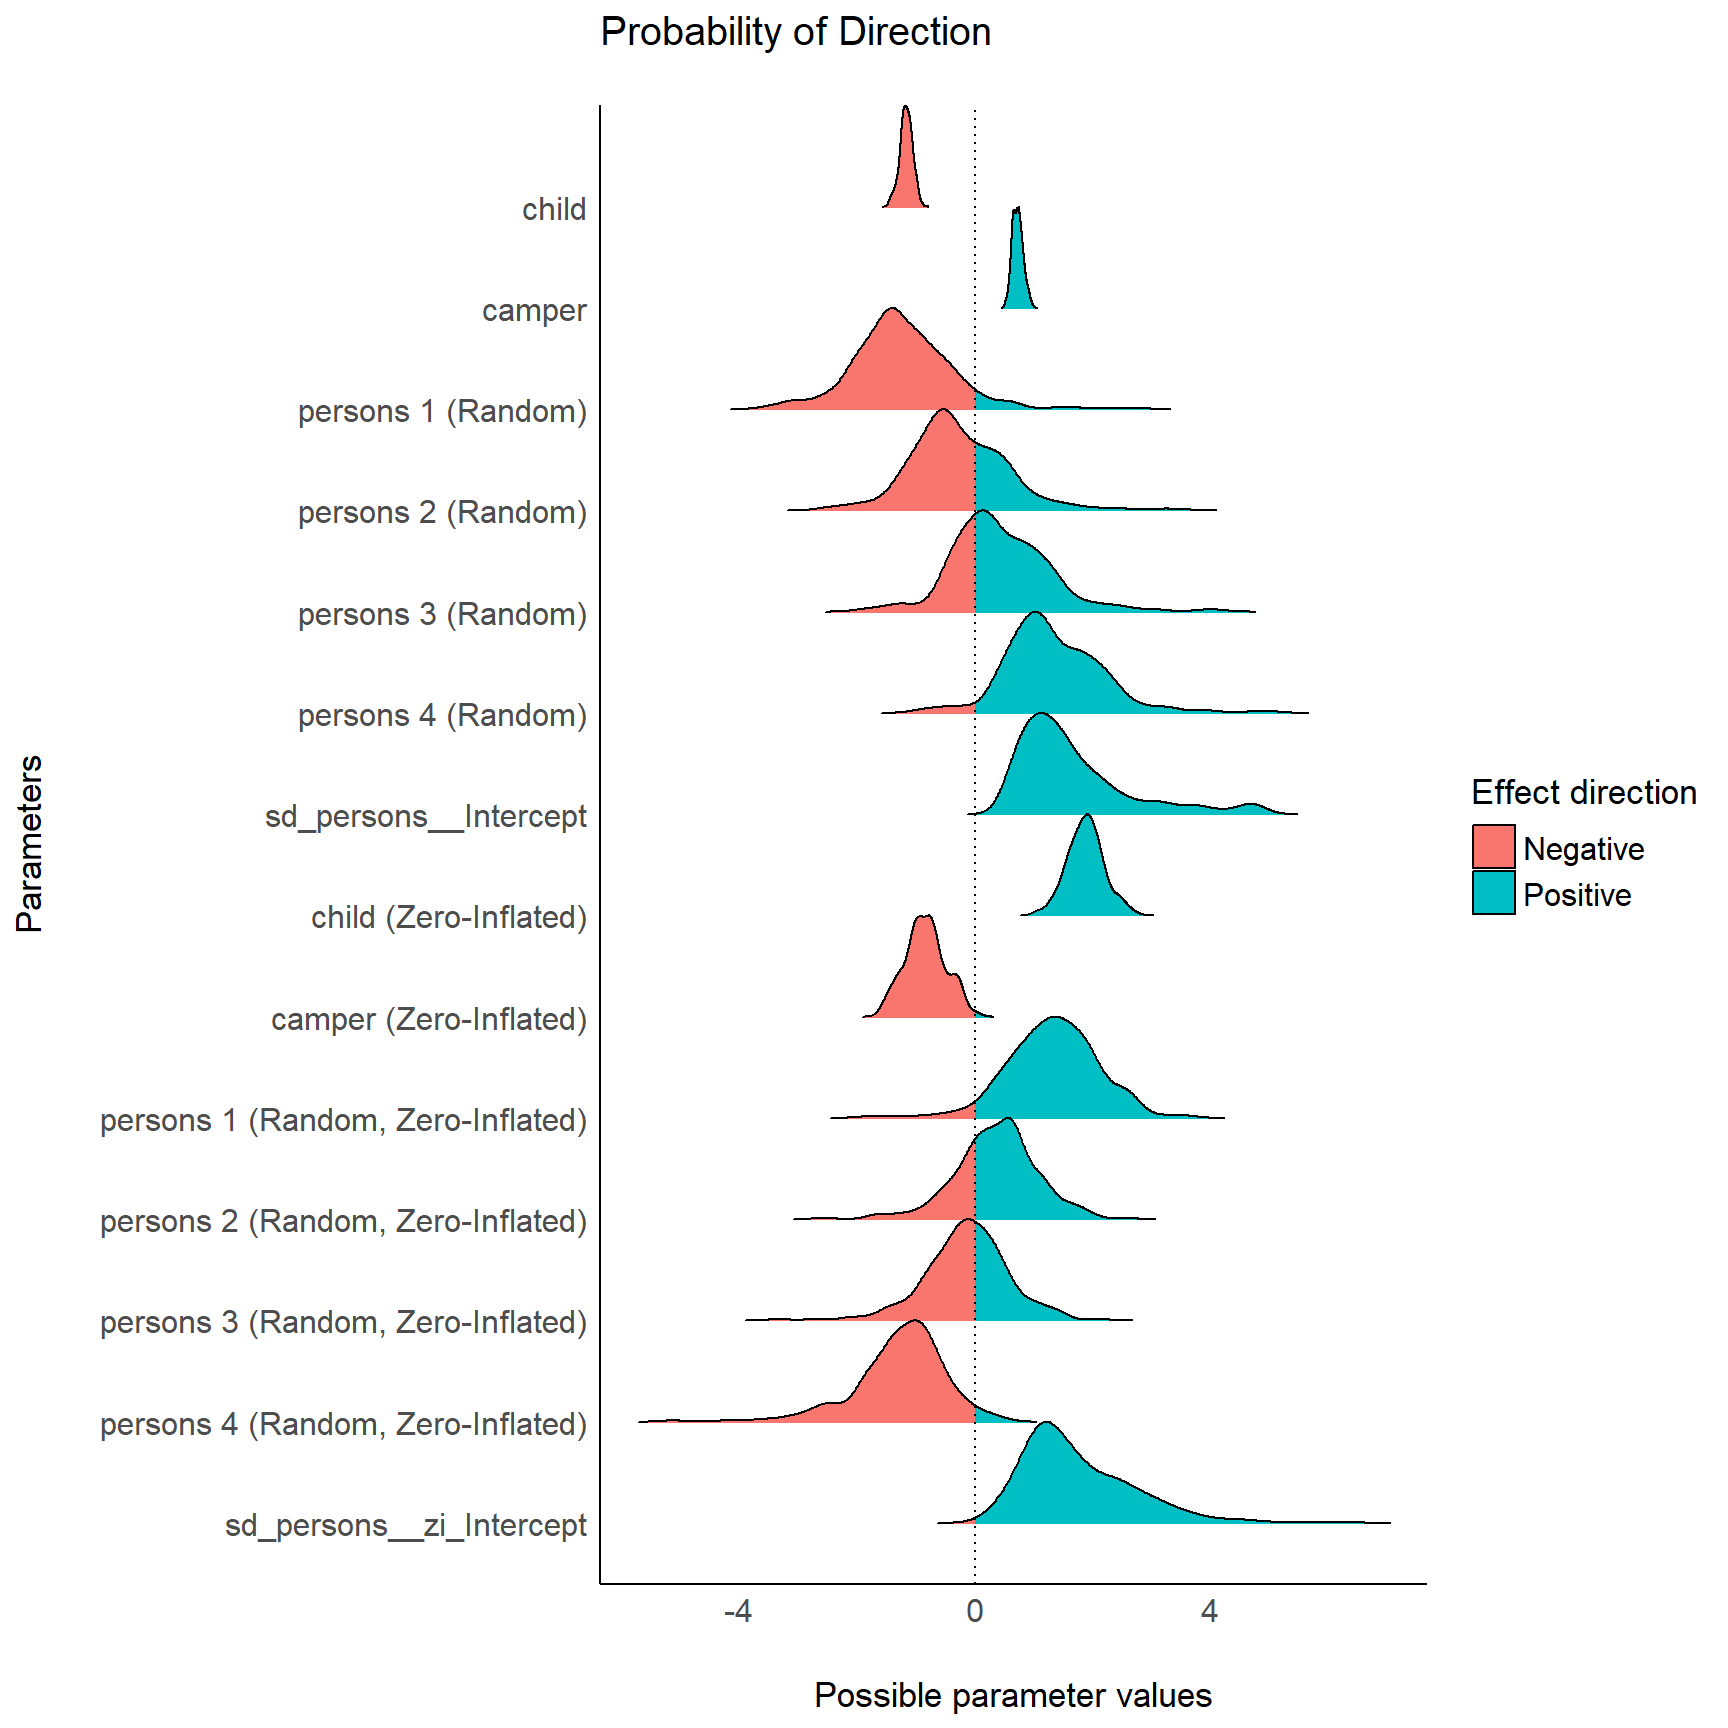 Probability of Direction
child
camper
persons 1 (Random)
persons 2 (Random)
persons 3 (Random)
persons 4 (Random)
sd_persons__Intercept
child (Zero-Inflated)
camper (Zero-Inflated)
persons 1 (Random, Zero-Inflated)
persons 2 (Random, Zero-Inflated)
persons 3 (Random, Zero-Inflated)
persons 4 (Random, Zero-Inflated)
sd_persons__zi_Intercept
Parameters
-4 0 4
Possible parameter values
Effect direction
Negative
Positive